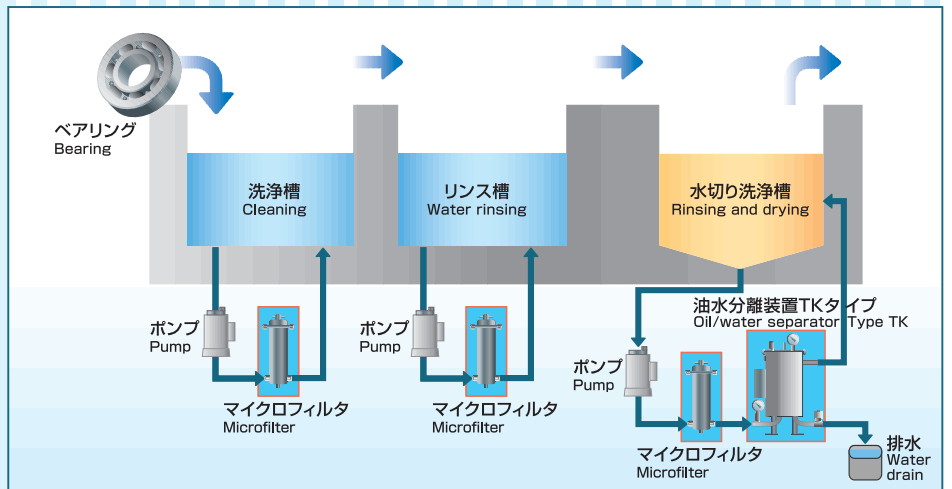 ベアリング
Bearing
洗浄槽
Cleaning
リンス槽
Water rinsing
水切り洗浄槽
Rinsing and drying
ポンプ
Pump
マイクロフィルタ
Microfilter
ポンプ
Pump
マイクロフィルタ
Microfilter
油水分離装置TKタイプ
Oil/water separator Type TK
ポンプ
Pump
マイクロフィルタ
Microfilter
排水
Water
drain